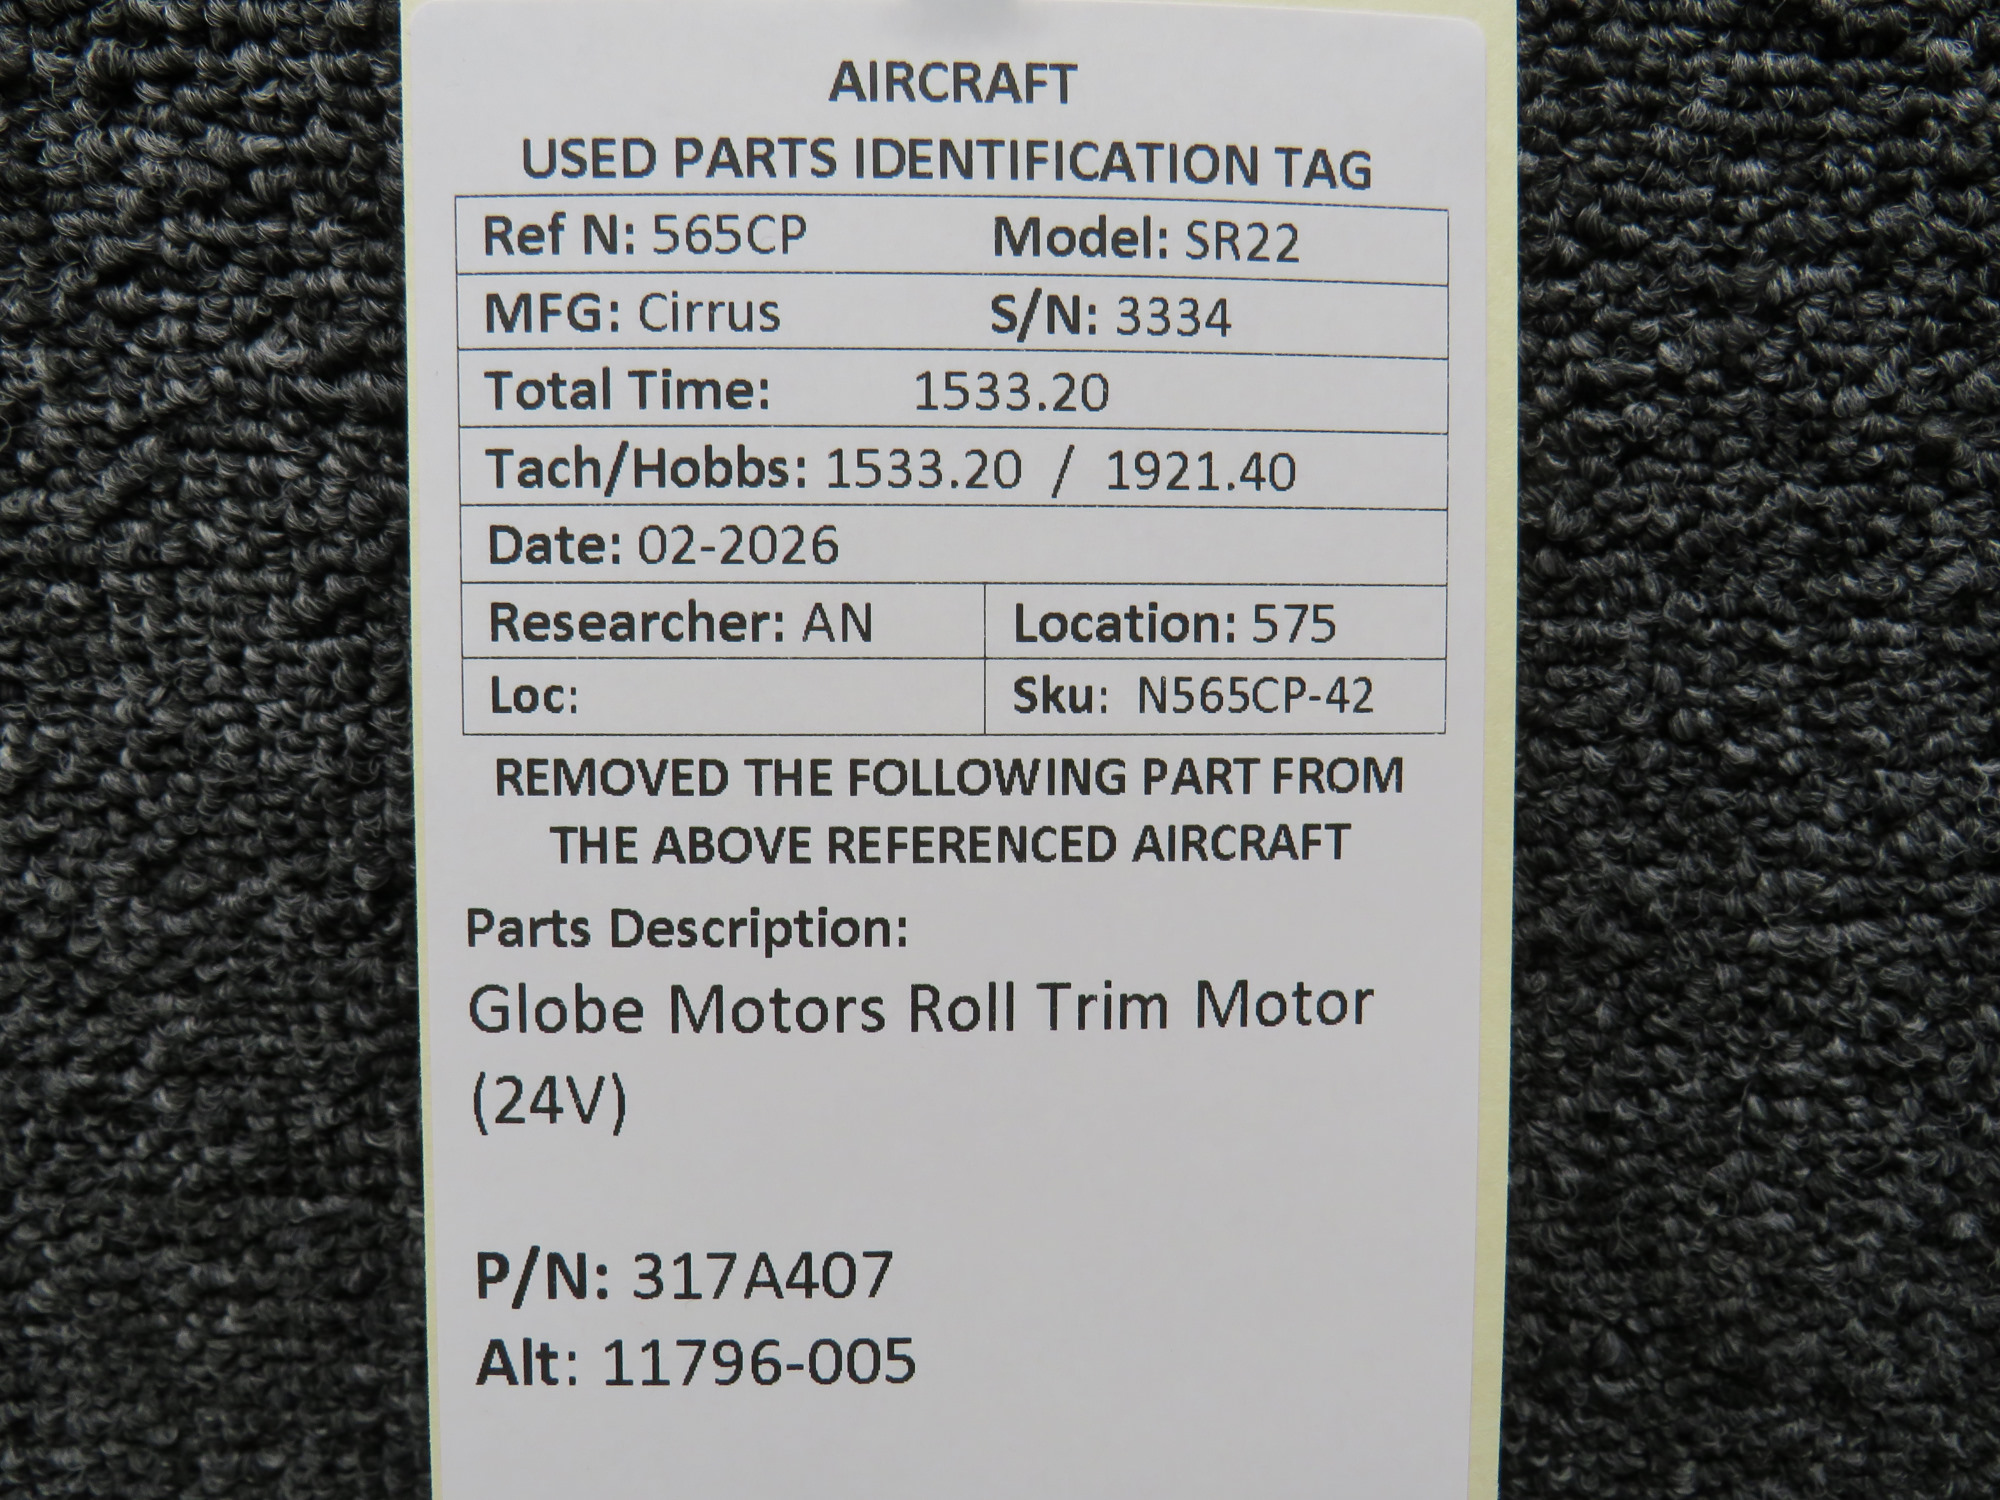 AIRCRAFT
USED PARTS IDENTIFICATION TAG
Ref N: 565CP Model: SR22
MFG: Cirrus S/N: 3334
Total Time: 1533.20
Tach/Hobbs: 1533.20 / 1921.40
Date: 02-2026
Researcher: AN Location: 575
Loc: Sku: N565CP-42
REMOVED THE FOLLOWING PART FROM
THE ABOVE REFERENCED AIRCRAFT
Parts Description:
Globe Motors Roll Trim Motor
(24V)
P/N: 317A407
Alt: 11796-005